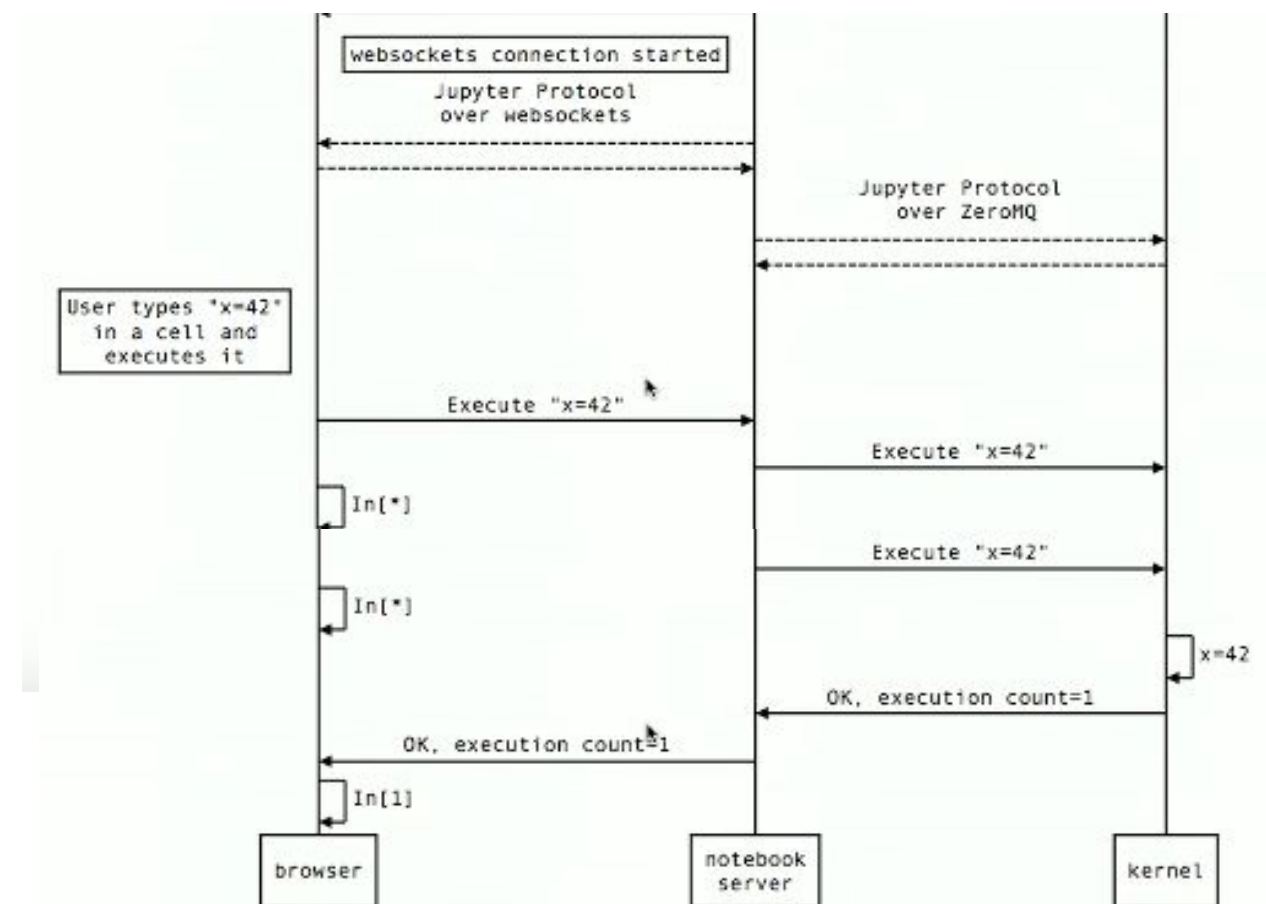 websockets connection started
Jupyter Protocol
over websockets
Jupyter Protocol
over ZeroMQ
User types "x=42"
in a cell and
executes it
Execute "x=42"
Execute "x=42"
In[*]
Execute "x=42"
In[*]
x=42
OK, execution count=1
OK, execution count=1
In[1]
browser
notebook
server
kernel